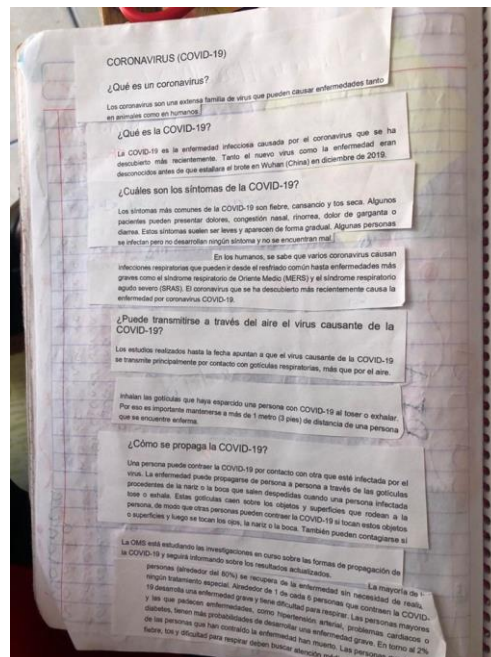 CORONAVIRUS (COVID-19)
¿Qué es un coronavirus?
Los coronavirus son una extensa familia de virus que pueden causar enfermedades tanto
en animales como en humanos.
¿Qué es la COVID-19?
La COVID-19 es la enfermedad infecciosa causada por el coronavirus que se ha
descubierto más recientemente. Tanto el nuevo virus como la enfermedad eran
desconocidos antes de que estallara el brote en Wuhan (China) en diciembre de 2019.
¿Cuáles son los síntomas de la COVID-19?
Los síntomas más comunes de la COVID-19 son fiebre, cansancio y tos seca. Algunos
pacientes pueden presentar dolores, congestión nasal, rinorrea, dolor de garganta o
diarrea. Estos síntomas suelen ser leves y aparecen de forma gradual. Algunas personas
se infectan pero no desarrollan ningún síntoma y no se encuentran mal.
En los humanos, se sabe que varios coronavirus causan
infecciones respiratorias que pueden ir desde el resfriado común hasta enfermedades más
graves como el síndrome respiratorio de Oriente Medio (MERS) y el síndrome respiratorio
agudo severo (SRAS). El coronavirus que se ha descubierto más recientemente causa la
enfermedad por coronavirus COVID-19.
¿Puede transmitirse a través del aire el virus causante de la
COVID-19?
Los estudios realizados hasta la fecha apuntan a que el virus causante de la COVID-19
se transmite principalmente por contacto con gotículas respiratorias, más que por el aire.
inhalan las gotículas que haya esparcido una persona con COVID-19 al toser o exhalar.
Por eso es importante mantenerse a más de 1 metro (3 pies) de distancia de una persona
que se encuentre enferma.
¿Cómo se propaga la COVID-19?
Una persona puede contraer la COVID-19 por contacto con otra que esté infectada por el
virus. La enfermedad puede propagarse de persona a persona a través de las gotículas
procedentes de la nariz o la boca que salen despedidas cuando una persona infectada
tose o exhala. Estas gotículas caen sobre los objetos y superficies que rodean a la
persona, de modo que otras personas pueden contraer la COVID-19 si tocan estos objetos
o superficies y luego se tocan los ojos, la nariz o la boca. También pueden contagiarse si
La OMS está estudiando las investigaciones en curso sobre las formas de propagación de
la COVID-19 y seguirá informando sobre los resultados actualizados.
La mayoría de
personas (alrededor del 80%) se recupera de la enfermedad sin necesidad de
ningún tratamiento especial. Alrededor de 1 de cada 6 personas que contraen la COVID-
19 desarrolla una enfermedad grave y tiene dificultad para respirar. Las personas mayores
y las que padecen enfermedades, como hipertensión arterial, problemas cardiacos o
diabetes, tienen más probabilidades de desarrollar una enfermedad grave. En torno al 2%
de las personas que han contraído la enfermedad han muerto. Las personas
fiebre, tos y dificultad para respirar deben buscar atención